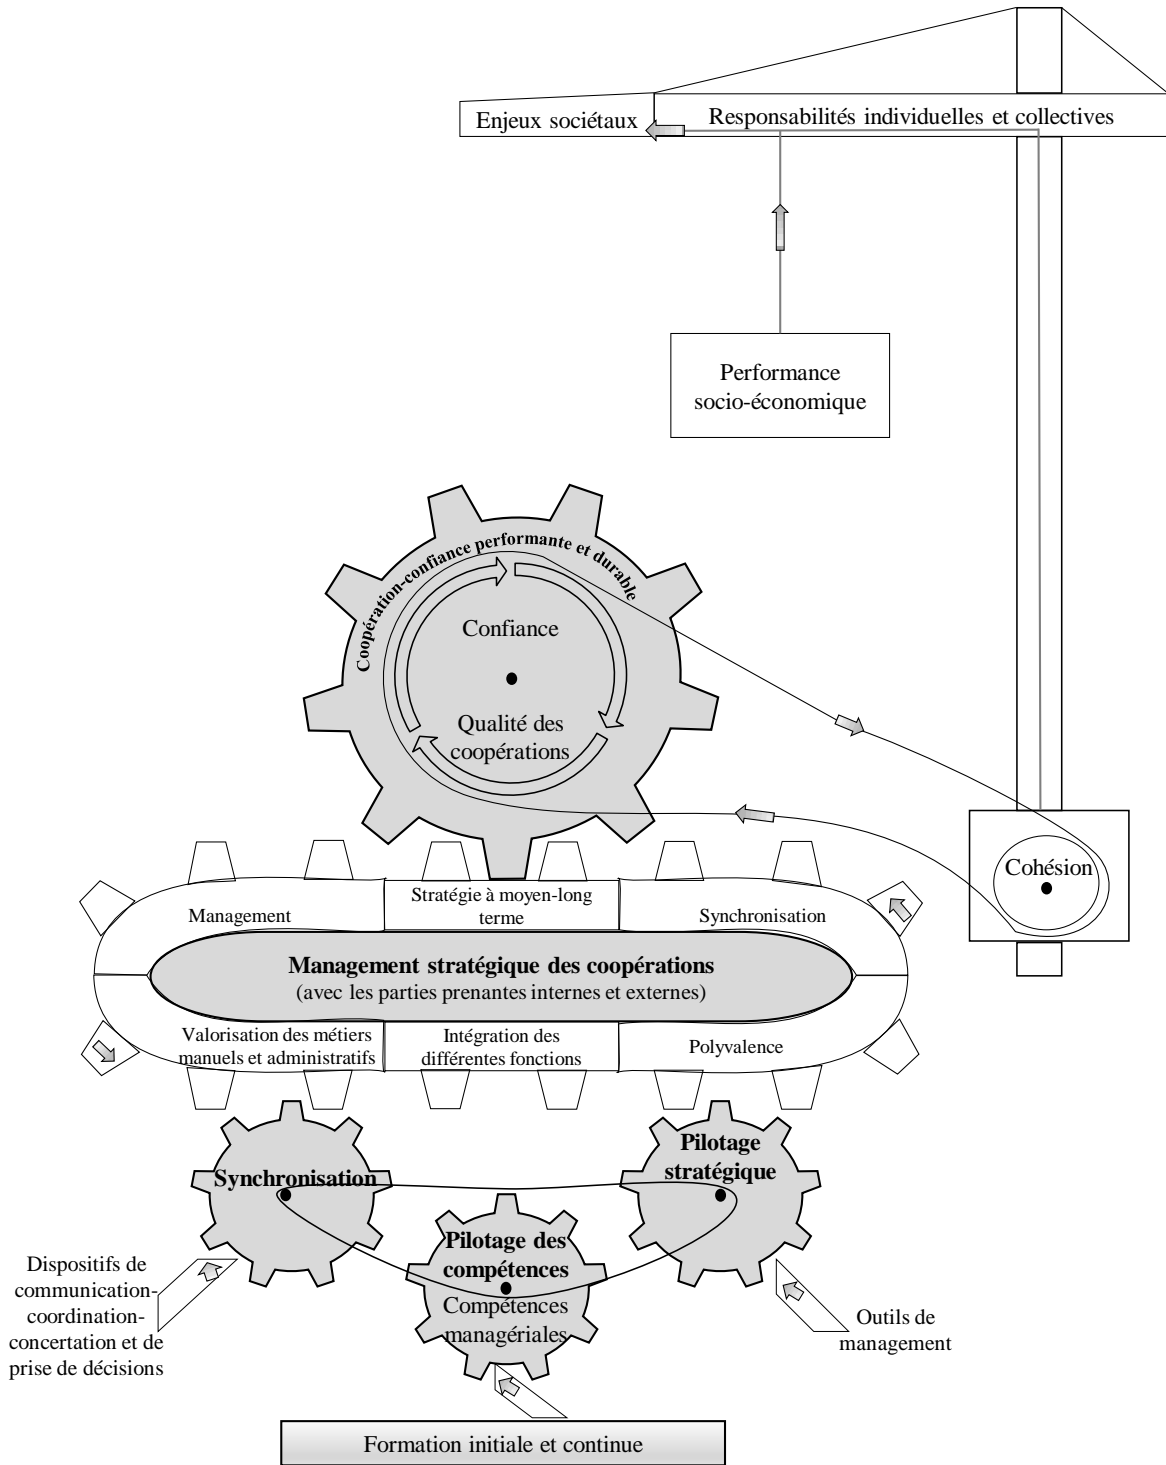 Enjeux sociétaux
Responsabilités individuelles et collectives
Performance
socio-économique
Coopération-confiance performante et durable
Confiance
Qualité des
coopérations
Cohésion
Management
Stratégie à moyen-long
terme
Synchronisation
Management stratégique des coopérations
(avec les parties prenantes internes et externes)
Valorisation des métiers
manuels et administratifs
Intégration des
différentes fonctions
Polyvalence
Synchronisation
Pilotage
stratégique
Pilotage des
compétences
Compétences
managériales
Dispositifs de
communication-
coordination-
concertation et de
prise de décisions
Outils de
management
Formation initiale et continue